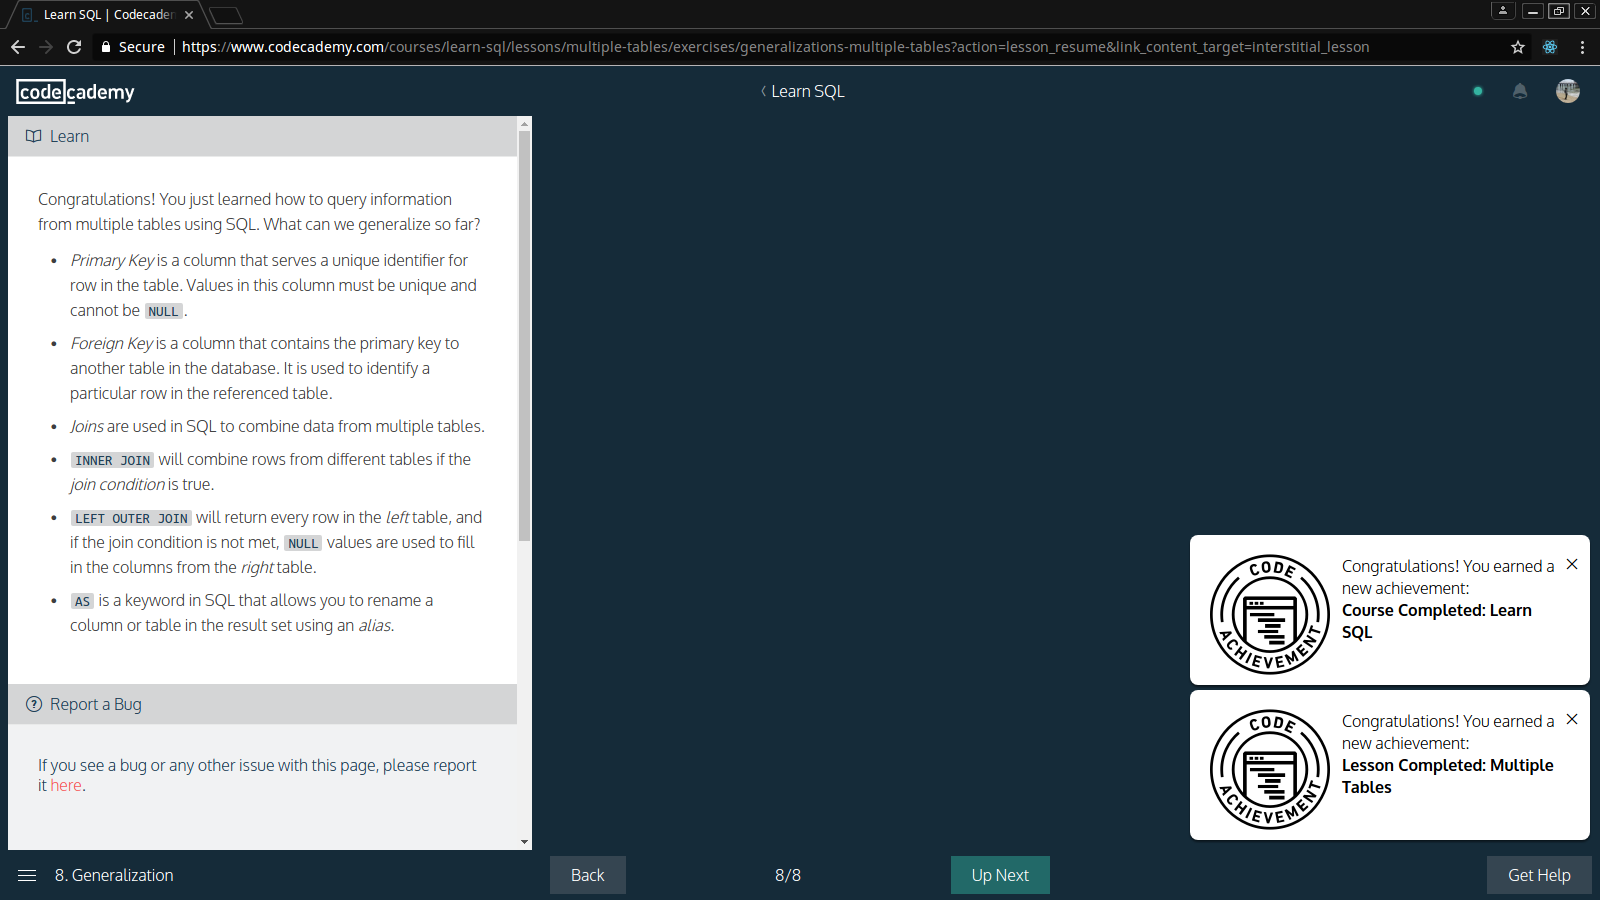 Learn SQL | Codecader
Secure
https://www.codecademy.com/courses/learn-sql/lessons/multiple-tables/exercises/generalizations-multiple-tables?action=lesson_resume&link_content_target=interstitial_lesson
codecademy
Learn SQL
Learn
Congratulations! You just learned how to query information
from multiple tables using SQL. What can we generalize so far?
• Primary Key is a column that serves a unique identifier for
row in the table. Values in this column must be unique and
cannot be NULL.
• Foreign Key is a column that contains the primary key to
another table in the database. It is used to identify a
particular row in the referenced table.
• Joins are used in SQL to combine data from multiple tables.
• INNER JOIN will combine rows from different tables if the
join condition is true.
• LEFT OUTER JOIN will return every row in the left table, and
if the join condition is not met, NULL values are used to fill
in the columns from the right table.
• AS is a keyword in SQL that allows you to rename a
column or table in the result set using an alias.
Report a Bug
If you see a bug or any other issue with this page, please report
it here.
CODE ACHIEVEMENT
Congratulations! You earned a
new achievement:
Course Completed: Learn
SQL
CODE ACHIEVEMENT
Congratulations! You earned a
new achievement:
Lesson Completed: Multiple
Tables
8. Generalization
Back
8/8
Up Next
Get Help